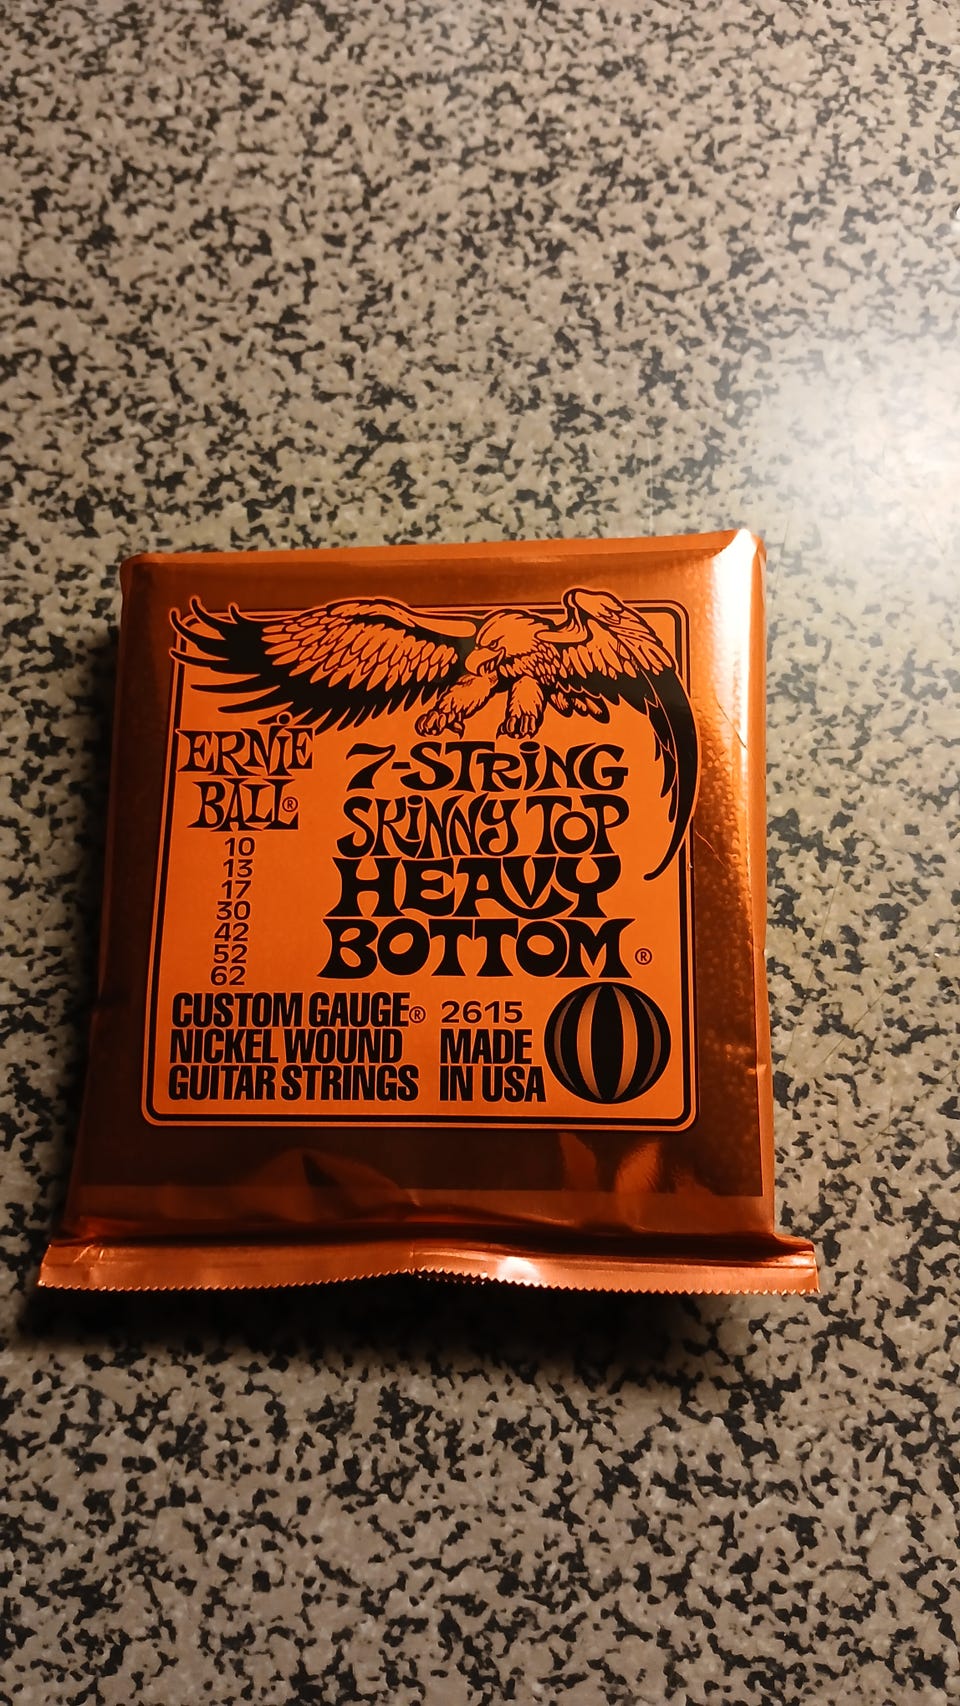 ERNiE
BALL®
10
13
17
30
42
52
62
7-STRiNG
SKiNNY TOP
HEAVY
BOTTOM®
CUSTOM GAUGE®
NICKEL WOUND
GUITAR STRINGS
2615
MADE
IN USA